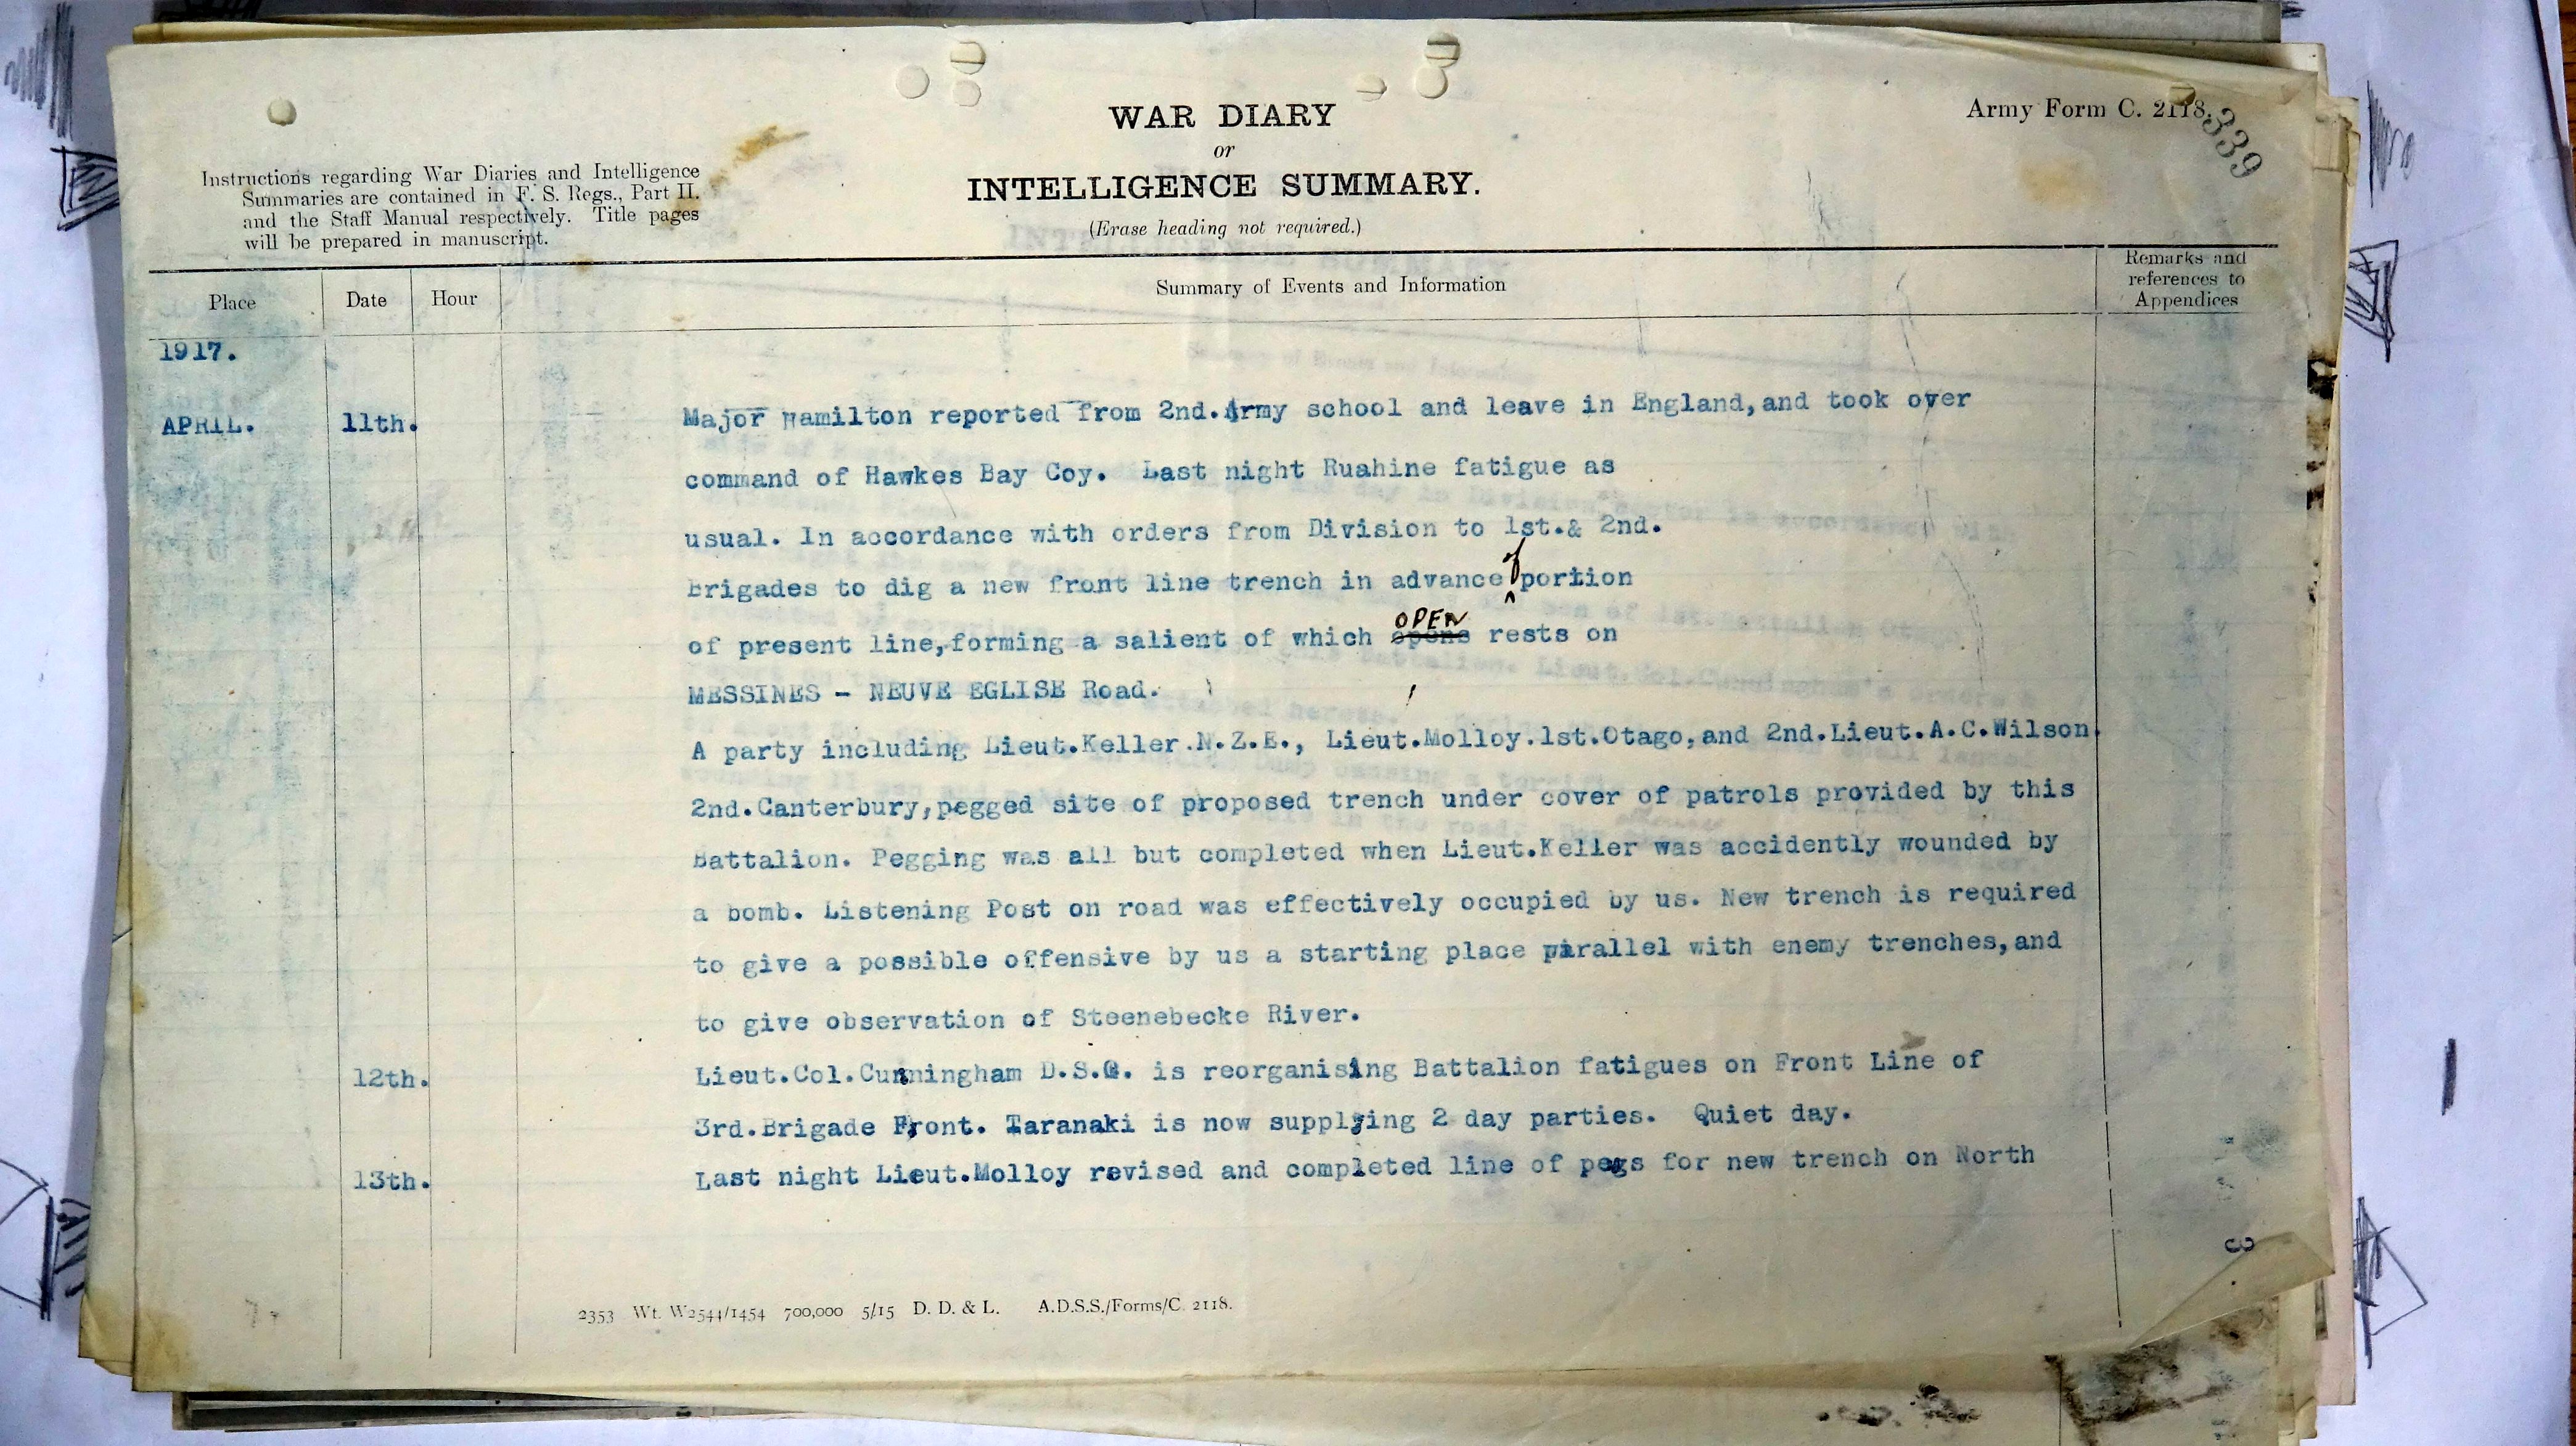 WAR DIARY
or
INTELLIGENCE SUMMARY.
(Erase heading not required.)
Army Form C. 2118.
339
Instructions regarding War Diaries and Intelligence
Summaries are contained in F. S. Regs., Part II.
and the Staff Manual respectively. Title pages
will be prepared in manuscript.
Place Date Hour Summary of Events and Information Remarks and references to Appendices
1917.
APRIL. 11th. Major Hamilton reported from 2nd.Army school and leave in England,and took over
command of Hawkes Bay Coy. Last night Ruahine fatigue as
usual. In accordance with orders from Division to 1st.& 2nd.
Brigades to dig a new front line trench in advance of portion
of present line,forming a salient of which opens OPEN rests on
MESSINES - NEUVE EGLISE Road.
A party including Lieut.Keller.N.Z.E., Lieut.Molloy.1st.Otago,and 2nd.Lieut.A.C.Wilson.
2nd.Canterbury,pegged site of proposed trench under cover of patrols provided by this
Battalion. Pegging was all but completed when Lieut.Keller was accidently wounded by
a bomb. Listening Post on road was effectively occupied by us. New trench is required
to give a possible offensive by us a starting place parallel with enemy trenches,and
to give observation of Steenebecke River.
12th. Lieut.Col.Cunningham D.S.O. is reorganising Battalion fatigues on Front Line of
3rd.Brigade Front. Taranaki is now supplying 2 day parties. Quiet day.
13th. Last night Lieut.Molloy revised and completed line of pegs for new trench on North
3
2353 Wt. W2544/1454 700,000 5/15 D. D. & L. A.D.S.S./Forms/C. 2118.